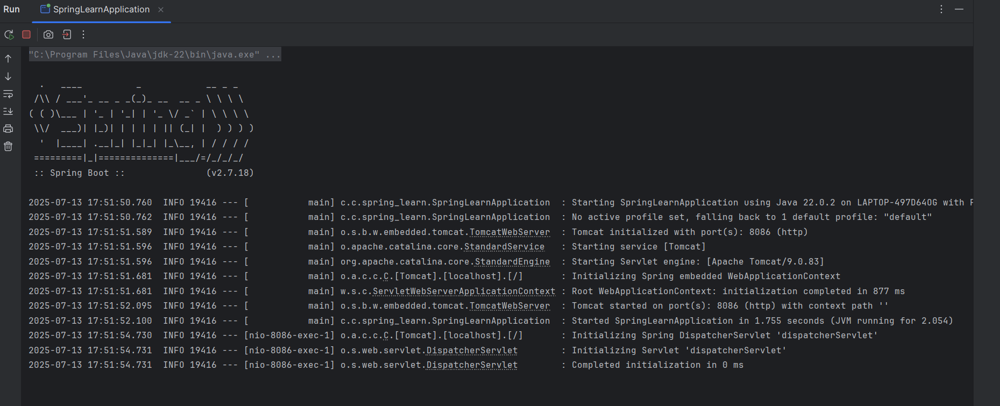 Run SpringLearnApplication
"C:\Program Files\Java\jdk-22\bin\java.exe" ...
  .   ____          _            __ _ _
 /\\ / ___'_ __ _ _(_)_ __  __ _ \ \ \ \
( ( )\___ | '_ | '_| | '_ \/ _` | \ \ \ \
 \\/  ___)| |_)| | | | | || (_| |  ) ) ) )
  '  |____| .__|_| |_|_| |_\__, | / / / /
 =========|_|==============|___/=/_/_/_/
 :: Spring Boot ::               (v2.7.18)
2025-07-13 17:51:50.760  INFO 19416 --- [           main] c.c.spring_learn.SpringLearnApplication  : Starting SpringLearnApplication using Java 22.0.2 on LAPTOP-497D64OG with
2025-07-13 17:51:50.762  INFO 19416 --- [           main] c.c.spring_learn.SpringLearnApplication  : No active profile set, falling back to 1 default profile: "default"
2025-07-13 17:51:51.589  INFO 19416 --- [           main] o.s.b.w.embedded.tomcat.TomcatWebServer  : Tomcat initialized with port(s): 8086 (http)
2025-07-13 17:51:51.596  INFO 19416 --- [           main] o.apache.catalina.core.StandardService   : Starting service [Tomcat]
2025-07-13 17:51:51.596  INFO 19416 --- [           main] org.apache.catalina.core.StandardEngine  : Starting Servlet engine: [Apache Tomcat/9.0.83]
2025-07-13 17:51:51.681  INFO 19416 --- [           main] o.a.c.c.C.[Tomcat].[localhost].[/]       : Initializing Spring embedded WebApplicationContext
2025-07-13 17:51:51.681  INFO 19416 --- [           main] w.s.c.ServletWebServerApplicationContext : Root WebApplicationContext: initialization completed in 877 ms
2025-07-13 17:51:52.095  INFO 19416 --- [           main] o.s.b.w.embedded.tomcat.TomcatWebServer  : Tomcat started on port(s): 8086 (http) with context path ''
2025-07-13 17:51:52.100  INFO 19416 --- [           main] c.c.spring_learn.SpringLearnApplication  : Started SpringLearnApplication in 1.755 seconds (JVM running for 2.054)
2025-07-13 17:51:54.730  INFO 19416 --- [nio-8086-exec-1] o.a.c.c.C.[Tomcat].[localhost].[/]       : Initializing Spring DispatcherServlet 'dispatcherServlet'
2025-07-13 17:51:54.731  INFO 19416 --- [nio-8086-exec-1] o.s.web.servlet.DispatcherServlet        : Initializing Servlet 'dispatcherServlet'
2025-07-13 17:51:54.731  INFO 19416 --- [nio-8086-exec-1] o.s.web.servlet.DispatcherServlet        : Completed initialization in 0 ms